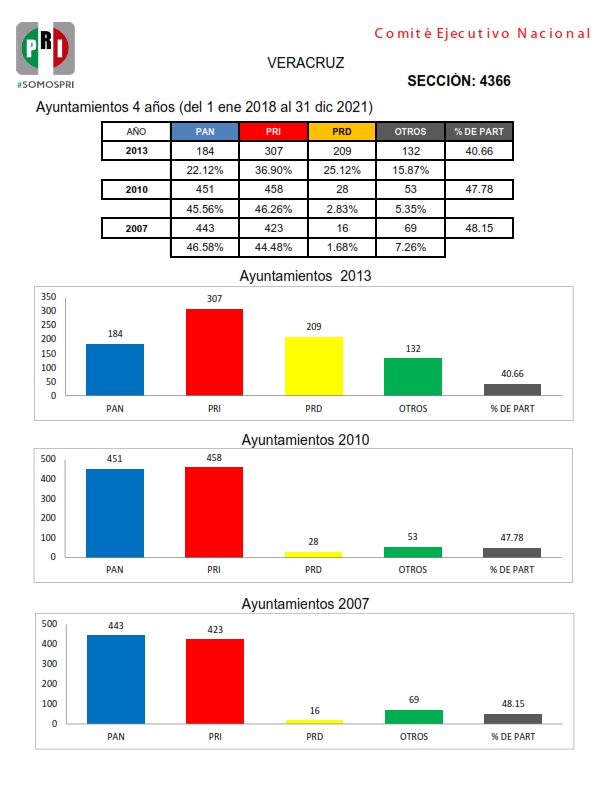 Comité Ejecutivo Nacional
PRI
#SOMOSPRI
VERACRUZ
SECCIÓN: 4366
Ayuntamientos 4 años (del 1 ene 2018 al 31 dic 2021)
AÑO PAN PRI PRD OTROS % DE PART
2013 184 307 209 132 40.66
22.12% 36.90% 25.12% 15.87%
2010 451 458 28 53 47.78
45.56% 46.26% 2.83% 5.35%
2007 443 423 16 69 48.15
46.58% 44.48% 1.68% 7.26%
Ayuntamientos 2013
350
300
250
200
150
100
50
0
184 307 209 132 40.66
PAN PRI PRD OTROS % DE PART
Ayuntamientos 2010
500
400
300
200
100
0
451 458 28 53 47.78
PAN PRI PRD OTROS % DE PART
Ayuntamientos 2007
500
400
300
200
100
0
443 423 16 69 48.15
PAN PRI PRD OTROS % DE PART